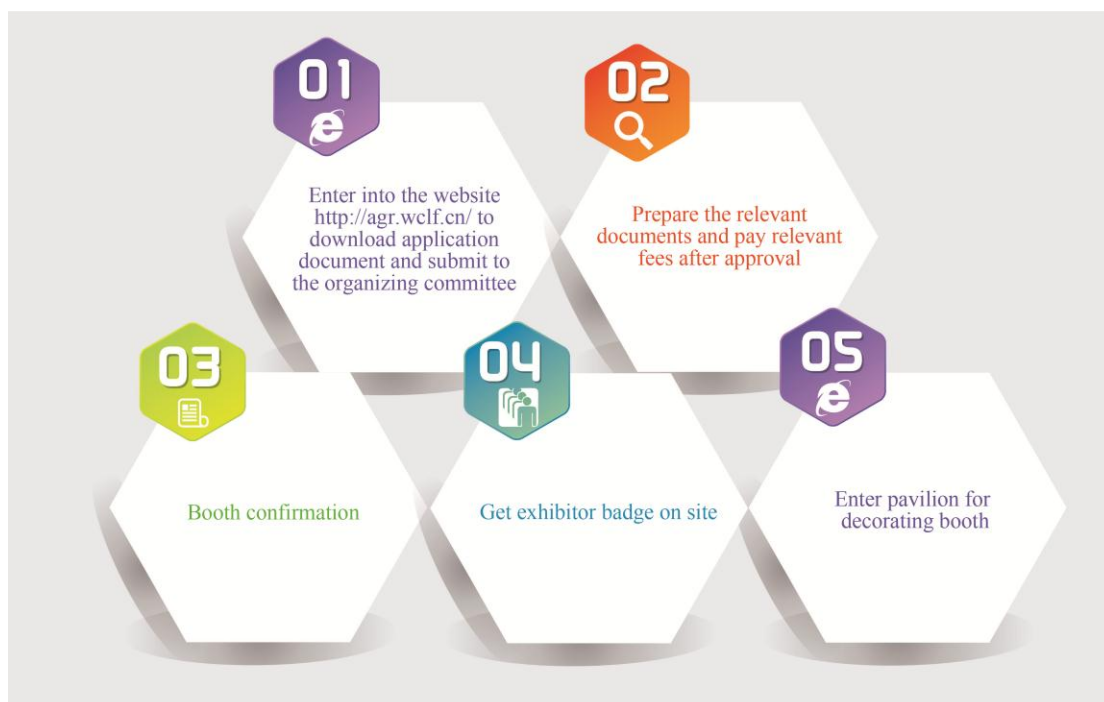 01
Enter into the website
http://agr.wclf.cn/ to
download application
document and submit to
the organizing committee
02
Prepare the relevant
documents and pay relevant
fees after approval
03
Booth confirmation
04
Get exhibitor badge on site
05
Enter pavilion for
decorating booth